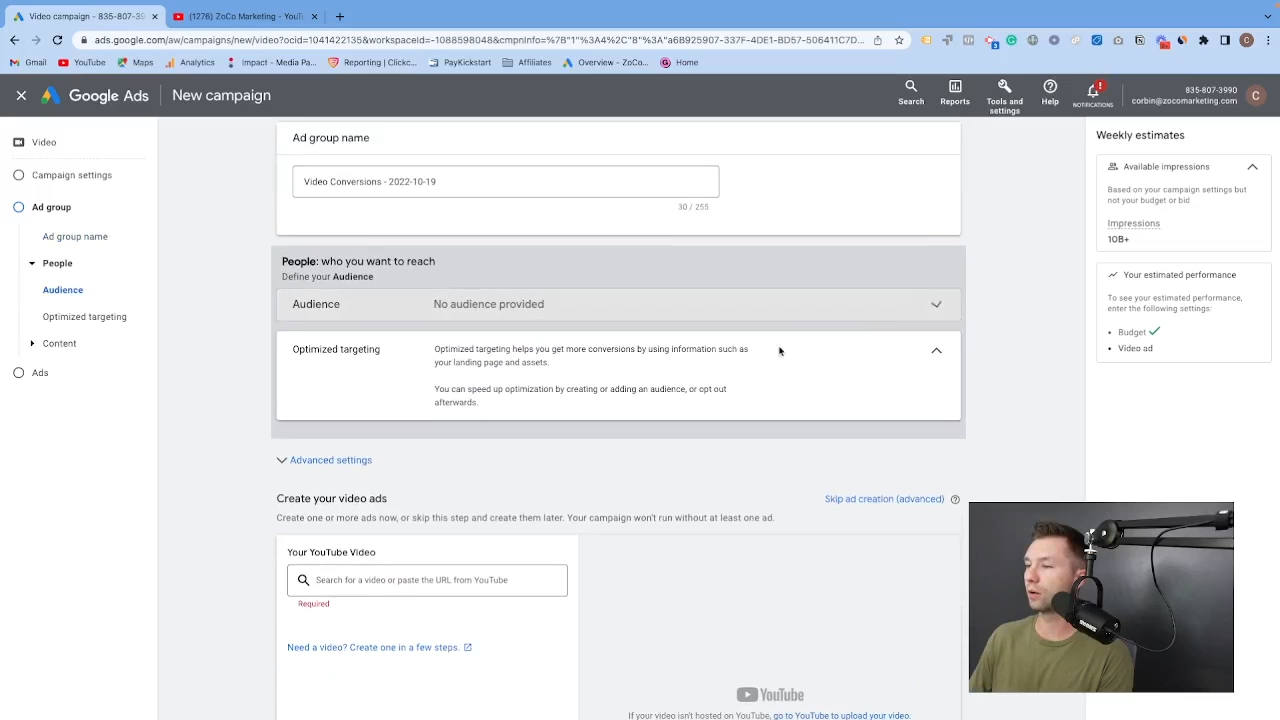 Video campaign - 835-807-39
(1276) ZoCo Marketing - YouT
ads.google.com/aw/campaigns/new/video?ocid=1041422135&workspaceId=-1088598048&cmpnInfo=%7B"1"%3A4%2C"8"%3A"a6B925907-337F-4DE1-BD57-506411C7D...
Gmail
YouTube
Maps
Analytics
Impact - Media Pa...
Reporting | Clickc...
PayKickstart
Affiliates
Overview - ZoCo...
Home
Google Ads
New campaign
Search
Reports
Tools and settings
Help
NOTIFICATIONS
835-807-3990
corbin@zocomarketing.com
C
Video
Campaign settings
Ad group
Ad group name
People
Audience
Optimized targeting
Content
Ads
Ad group name
Video Conversions - 2022-10-19
30 / 255
People: who you want to reach
Define your Audience
Audience
No audience provided
Optimized targeting
Optimized targeting helps you get more conversions by using information such as
your landing page and assets.
You can speed up optimization by creating or adding an audience, or opt out
afterwards.
Advanced settings
Create your video ads
Skip ad creation (advanced)
Create one or more ads now, or skip this step and create them later. Your campaign won't run without at least one ad.
Your YouTube Video
Search for a video or paste the URL from YouTube
Required
Need a video? Create one in a few steps.
YouTube
If your video isn't hosted on YouTube, go to YouTube to upload your video.
Weekly estimates
Available impressions
Based on your campaign settings but
not your budget or bid
Impressions
10B+
Your estimated performance
To see your estimated performance,
enter the following settings:
• Budget
• Video ad